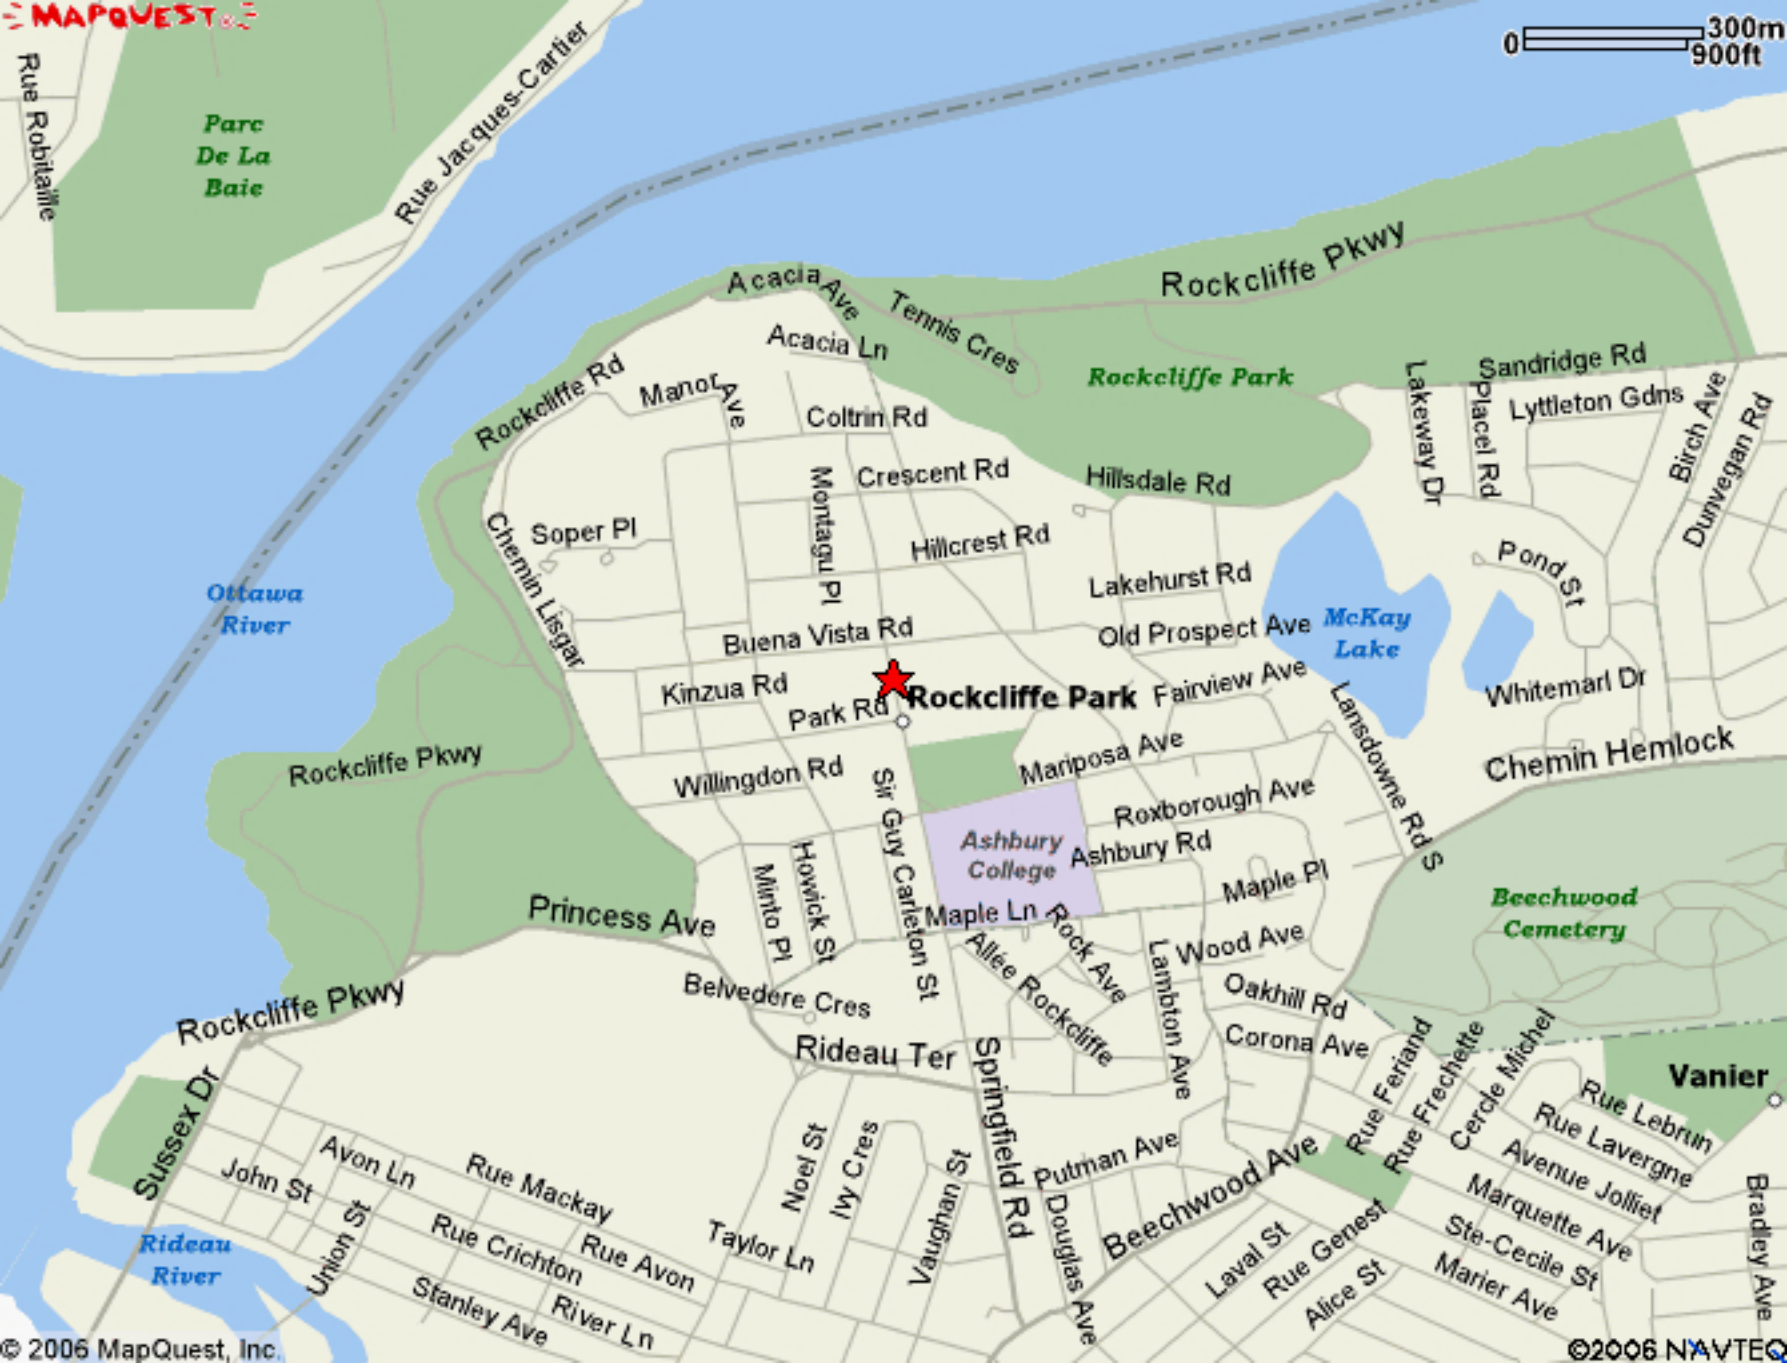 MAPQUEST®
0 300m
900ft
Rue Robitaille
Parc
De La
Baie
Rue Jacques-Cartier
Acacia Ave
Tennis Cres
Rockcliffe Pkwy
Acacia Ln
Rockcliffe Park
Sandridge Rd
Rockcliffe Rd
Manor Ave
Coltrin Rd
Lakeway Dr
Placel Rd
Lyttleton Gdns
Birch Ave
Dunvegan Rd
Crescent Rd
Hillsdale Rd
Montagu Pl
Soper Pl
Chemin Lisgar
Hillcrest Rd
Lakehurst Rd
Pond St
Ottawa
River
McKay
Lake
Buena Vista Rd
Old Prospect Ave
Kinzua Rd
Park Rd
Rockcliffe Park
Fairview Ave
Lansdowne Rd S
Whitemarl Dr
Rockcliffe Pkwy
Willingdon Rd
Mariposa Ave
Chemin Hemlock
Sir Guy Carleton St
Roxborough Ave
Ashbury
College
Ashbury Rd
Maple Pl
Minto Pl
Howick St
Beechwood
Cemetery
Princess Ave
Maple Ln
Rock Ave
Wood Ave
Allée Rockcliffe
Lambton Ave
Belvedere Cres
Oakhill Rd
Rockcliffe Pkwy
Corona Ave
Rideau Ter
Springfield Rd
Rue Ferland
Rue Frechette
Cercle Michel
Vanier
Sussex Dr
Rue Lebrun
Rue Lavergne
Avenue Jolliet
Avon Ln
John St
Rue Mackay
Noel St
Ivy Cres
Vaughan St
Putman Ave
Beechwood Ave
Marquette Ave
Bradley Ave
Rideau
River
Union St
Rue Crichton
Rue Avon
Taylor Ln
Douglas Ave
Laval St
Rue Genest
Ste-Cecile St
Alice St
Marier Ave
Stanley Ave
River Ln
© 2006 MapQuest, Inc.
©2006 NAVTEQ